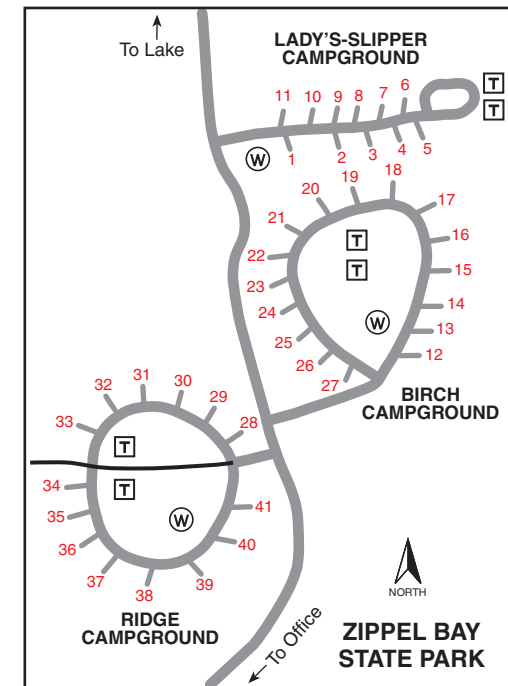 To Lake
LADY'S-SLIPPER
CAMPGROUND
11
10
9
8
7
6
T
T
W
1
2
3
4
5
18
19
20
17
21
16
T
22
15
T
23
14
24
W
13
25
12
26
27
BIRCH
CAMPGROUND
31
30
32
29
33
28
T
34
T
41
35
W
36
40
37
39
38
RIDGE
CAMPGROUND
NORTH
To Office
ZIPPEL BAY
STATE PARK